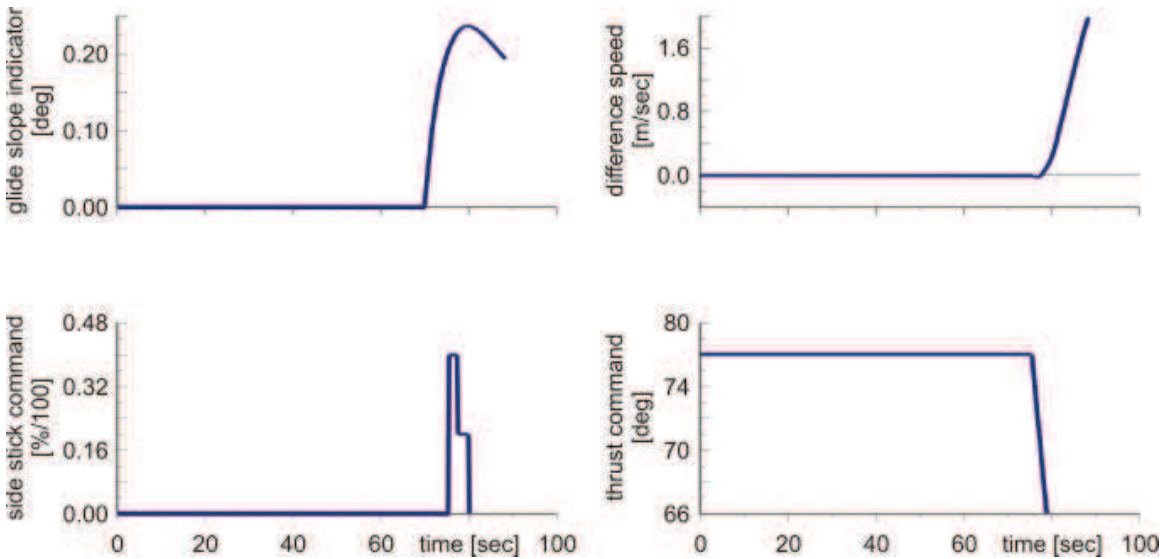 glide slope indicator
[deg]
0.20
0.10
0.00
difference speed
[m/sec]
1.6
0.8
0.0
0 20 40 60 time [sec] 100
side stick command
[%/100]
0.48
0.32
0.16
0.00
0 20 40 60 time [sec] 100
thrust command
[deg]
80
74
70
66